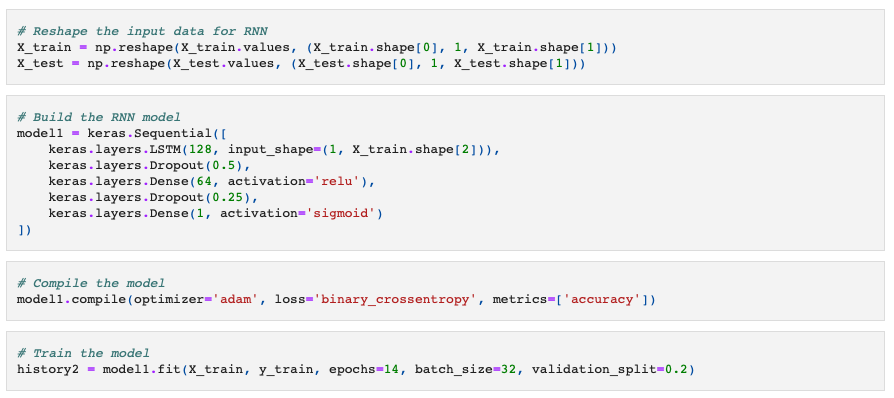 # Reshape the input data for RNN
X_train = np.reshape(X_train.values, (X_train.shape[0], 1, X_train.shape[1]))
X_test = np.reshape(X_test.values, (X_test.shape[0], 1, X_test.shape[1]))
# Build the RNN model
model1 = keras.Sequential([
    keras.layers.LSTM(128, input_shape=(1, X_train.shape[2])),
    keras.layers.Dropout(0.5),
    keras.layers.Dense(64, activation='relu'),
    keras.layers.Dropout(0.25),
    keras.layers.Dense(1, activation='sigmoid')
])
# Compile the model
model1.compile(optimizer='adam', loss='binary_crossentropy', metrics=['accuracy'])
# Train the model
history2 = model1.fit(X_train, y_train, epochs=14, batch_size=32, validation_split=0.2)